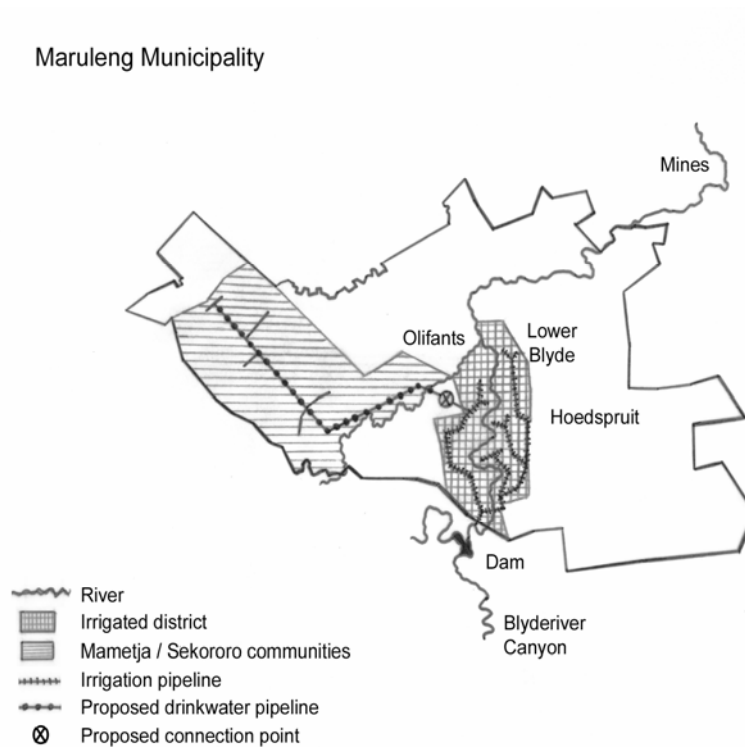 Maruleng Municipality
Mines
Olifants
Lower
Blyde
Hoedspruit
Dam
Blyderiver
Canyon
River
Irrigated district
Mametja / Sekororo communities
Irrigation pipeline
Proposed drinkwater pipeline
Proposed connection point